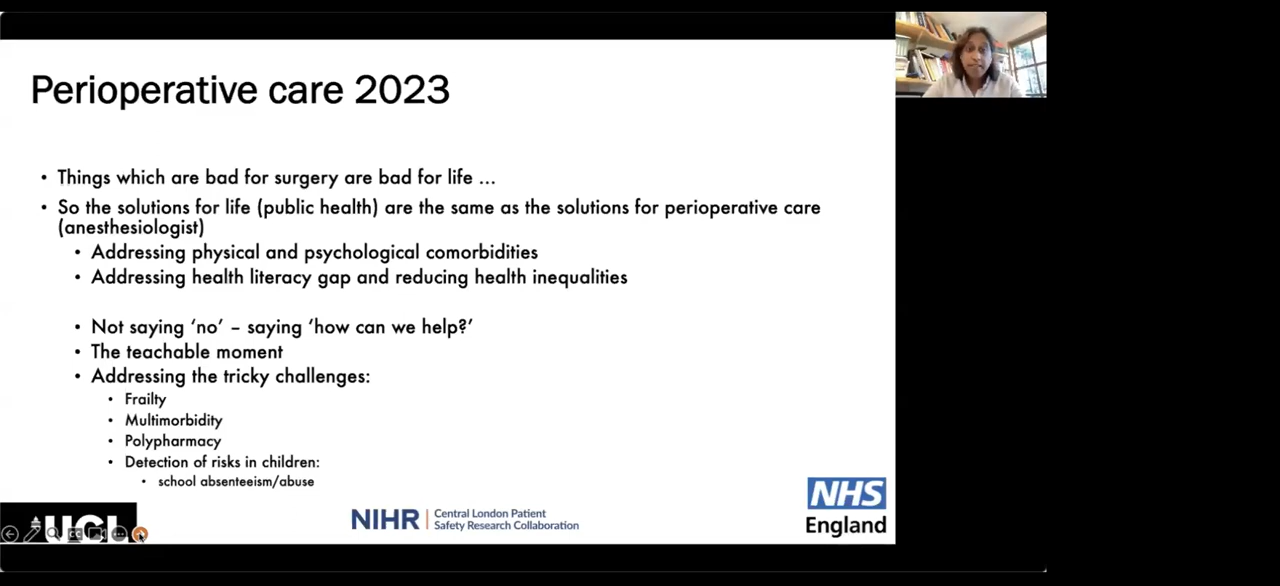 Perioperative care 2023
• Things which are bad for surgery are bad for life ...
• So the solutions for life (public health) are the same as the solutions for perioperative care
(anesthesiologist)
• Addressing physical and psychological comorbidities
• Addressing health literacy gap and reducing health inequalities
• Not saying ‘no’ – saying ‘how can we help?’
• The teachable moment
• Addressing the tricky challenges:
• Frailty
• Multimorbidity
• Polypharmacy
• Detection of risks in children:
• school absenteeism/abuse
UCL
NIHR | Central London Patient
Safety Research Collaboration
NHS
England